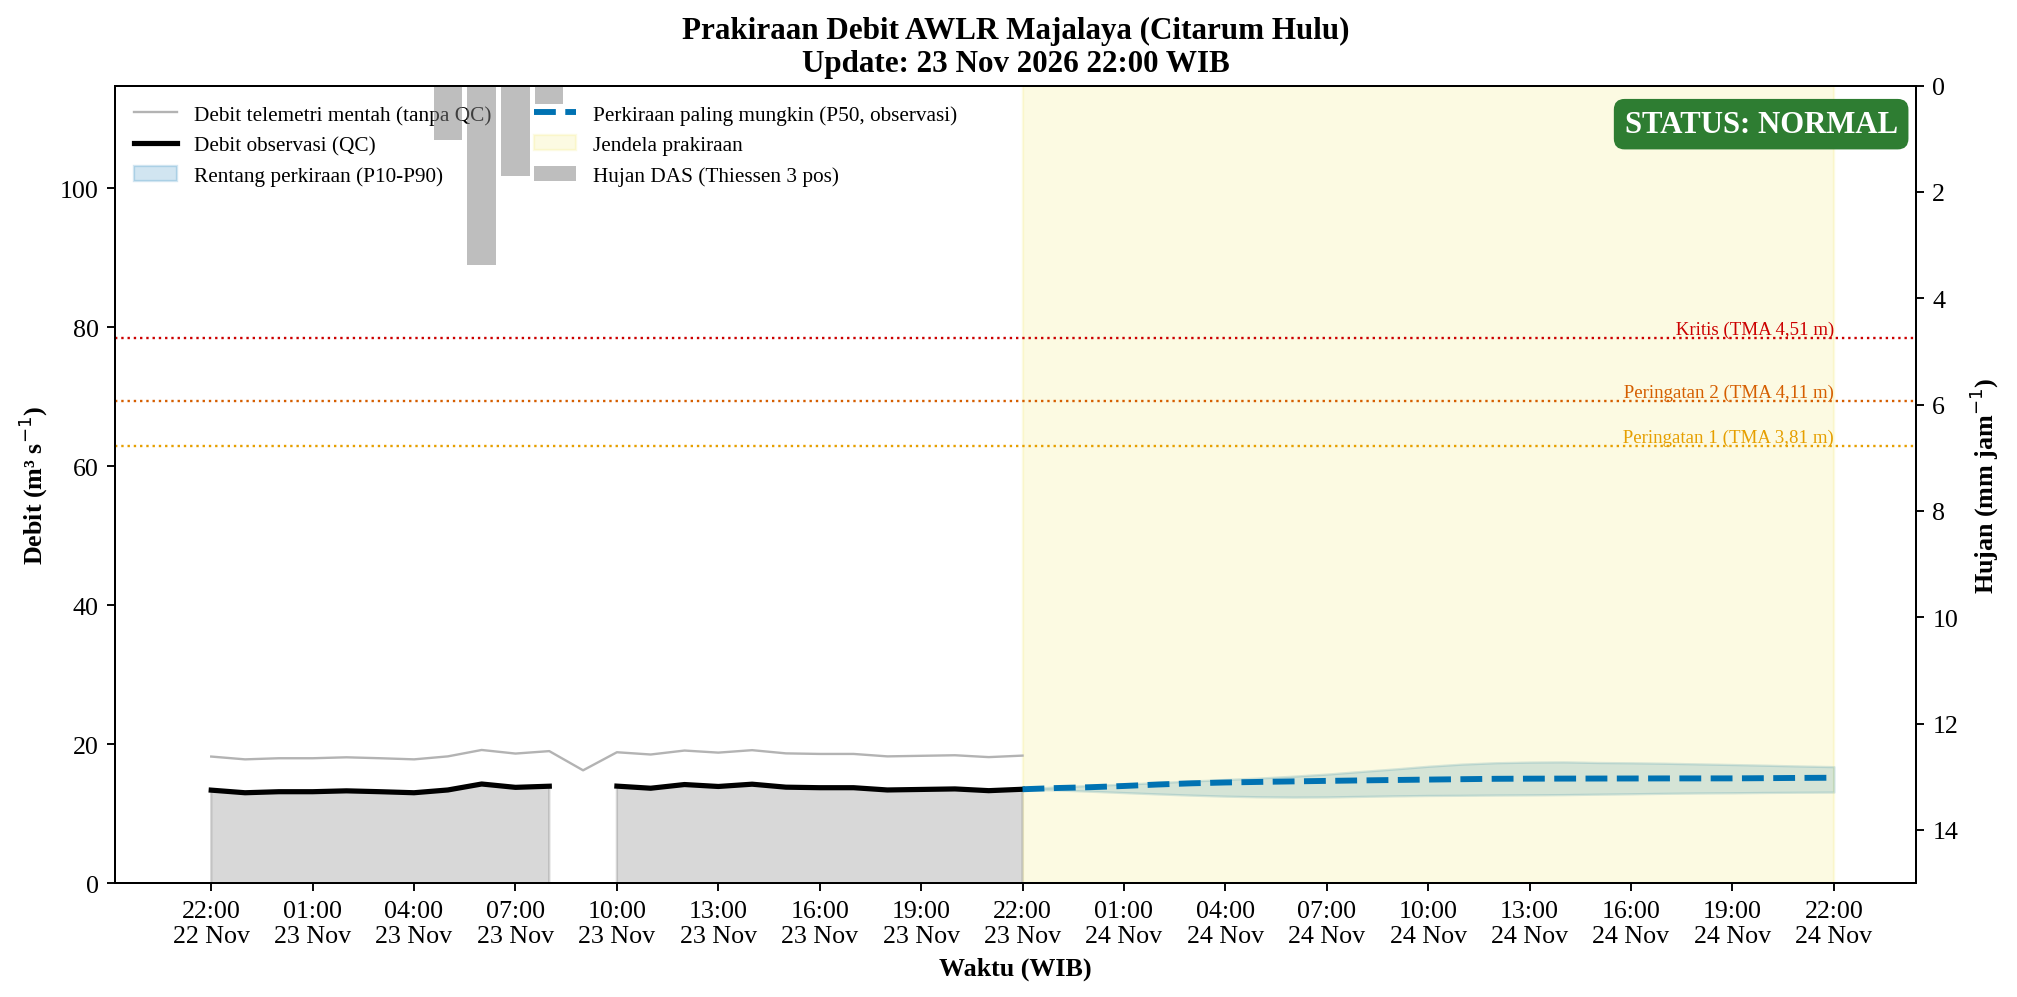 Prakiraan Debit AWLR Majalaya (Citarum Hulu)
Update: 23 Nov 2026 22:00 WIB
Debit telemetri mentah (tanpa QC)
Debit observasi (QC)
Rentang perkiraan (P10-P90)
Perkiraan paling mungkin (P50, observasi)
Jendela prakiraan
Hujan DAS (Thiessen 3 pos)
STATUS: NORMAL
Kritis (TMA 4,51 m)
Peringatan 2 (TMA 4,11 m)
Peringatan 1 (TMA 3,81 m)
Debit (m³ s⁻¹)
100
80
60
40
20
0
Hujan (mm jam⁻¹)
0
2
4
6
8
10
12
14
22:00 01:00 04:00 07:00 10:00 13:00 16:00 19:00 22:00 01:00 04:00 07:00 10:00 13:00 16:00 19:00 22:00
22 Nov 23 Nov 23 Nov 23 Nov 23 Nov 23 Nov 23 Nov 23 Nov 23 Nov 24 Nov 24 Nov 24 Nov 24 Nov 24 Nov 24 Nov 24 Nov 24 Nov
Waktu (WIB)